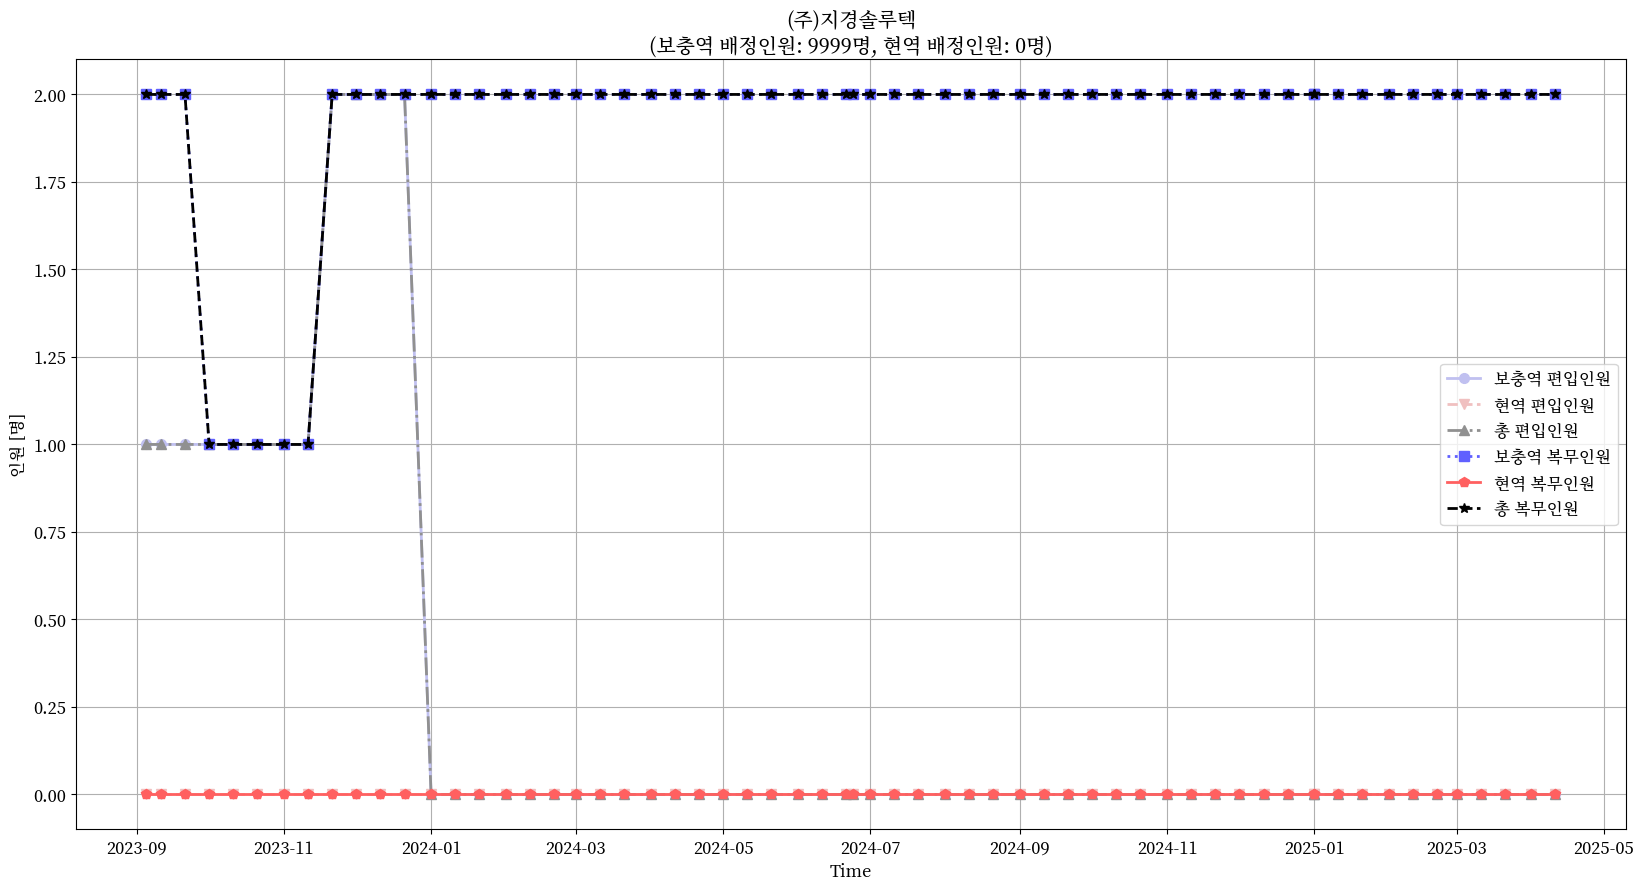 (주)지경솔루텍
(보충역 배정인원: 9999명, 현역 배정인원: 0명)
2.00
1.75
1.50
1.25
1.00
0.75
0.50
0.25
0.00
인원 [명]
보충역 편입인원
현역 편입인원
총 편입인원
보충역 복무인원
현역 복무인원
총 복무인원
2023-09 2023-11 2024-01 2024-03 2024-05 2024-07 2024-09 2024-11 2025-01 2025-03 2025-05
Time